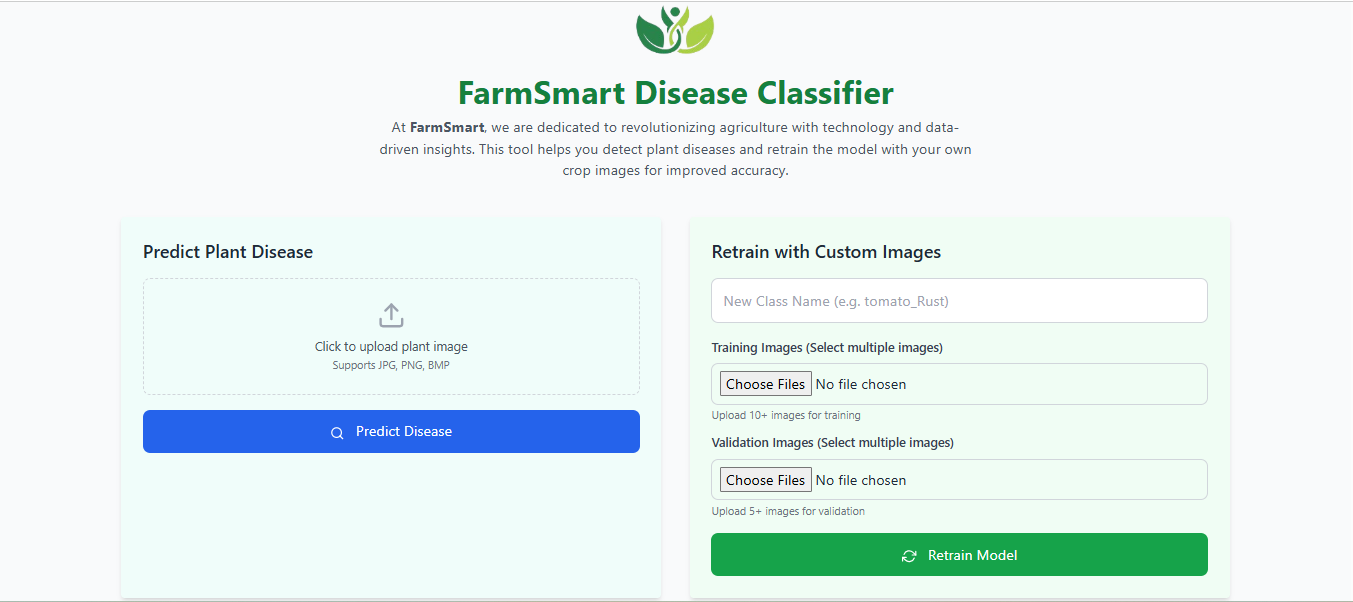 FarmSmart Disease Classifier
At FarmSmart, we are dedicated to revolutionizing agriculture with technology and data-
driven insights. This tool helps you detect plant diseases and retrain the model with your own
crop images for improved accuracy.
Predict Plant Disease
Click to upload plant image
Supports JPG, PNG, BMP
Predict Disease
Retrain with Custom Images
New Class Name (e.g. tomato_Rust)
Training Images (Select multiple images)
Choose Files No file chosen
Upload 10+ images for training
Validation Images (Select multiple images)
Choose Files No file chosen
Upload 5+ images for validation
Retrain Model